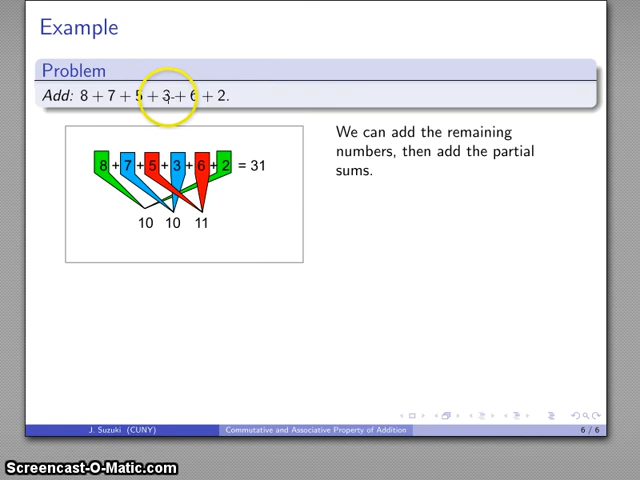 Example
Problem
Add: 8 + 7 + 5 + 3 + 6 + 2.
8 + 7 + 5 + 3 + 6 + 2 = 31
10 10 11
We can add the remaining
numbers, then add the partial
sums.
J. Suzuki (CUNY)
Commutative and Associative Property of Addition
6 / 6
Screencast-O-Matic.com